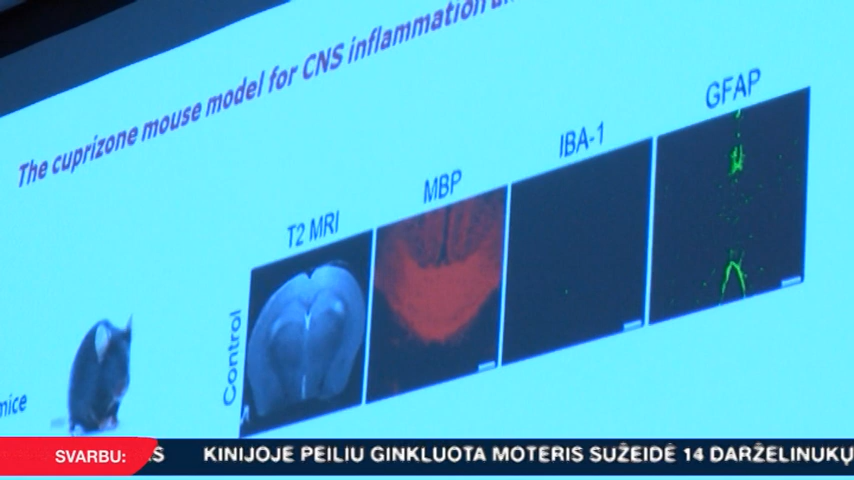 The cuprizone mouse model for CNS inflammation
GFAP
IBA-1
MBP
T2 MRI
Control
mice
SVARBU:
KINIJOJE PEILIU GINKLUOTA MOTERIS SUŽEIDĖ 14 DARŽELINUKŲ